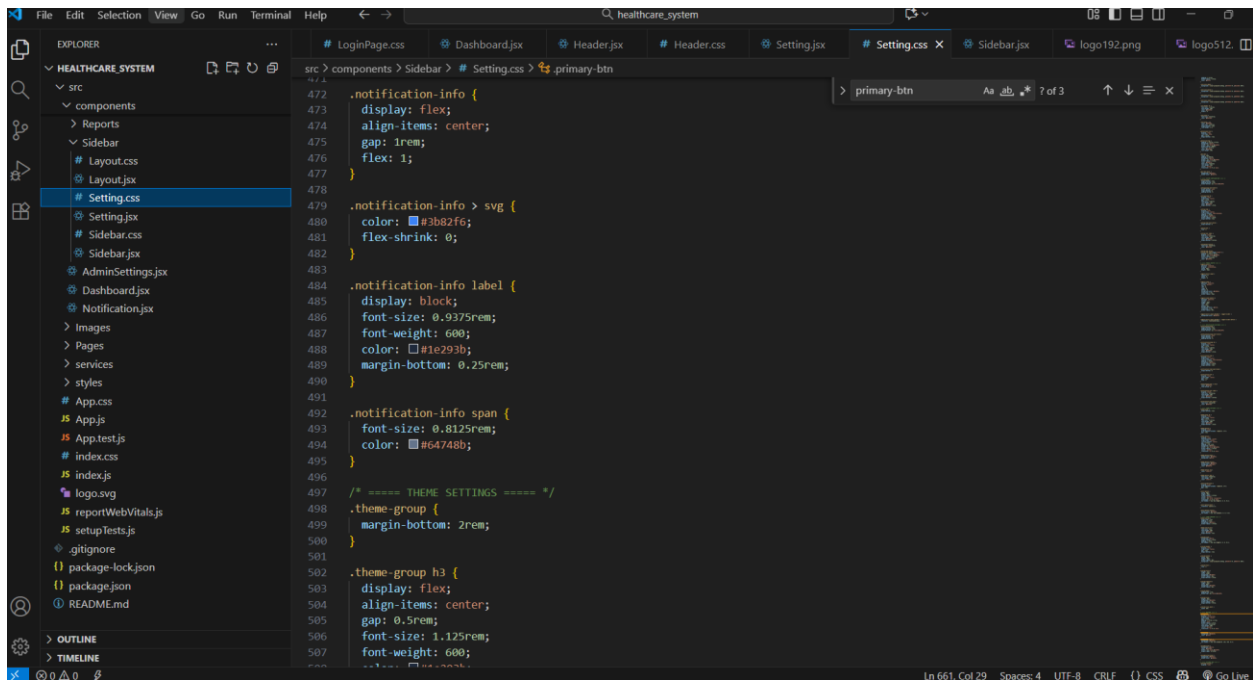 File Edit Selection View Go Run Terminal Help
healthcare_system
EXPLORER
HEALTHCARE_SYSTEM
src
components
Reports
Sidebar
# Layout.css
Layout.jsx
# Setting.css
Setting.jsx
# Sidebar.css
Sidebar.jsx
AdminSettings.jsx
Dashboard.jsx
Notification.jsx
Images
Pages
services
styles
# App.css
JS App.js
JS App.test.js
# index.css
JS index.js
logo.svg
JS reportWebVitals.js
JS setupTests.js
.gitignore
{} package-lock.json
{} package.json
README.md
OUTLINE
TIMELINE
# LoginPage.css Dashboard.jsx Header.jsx # Header.css Setting.jsx # Setting.css Sidebar.jsx logo192.png logo512.
src > components > Sidebar > # Setting.css > .primary-btn
primary-btn Aa ab ? of 3
471
472 .notification-info {
473 display: flex;
474 align-items: center;
475 gap: 1rem;
476 flex: 1;
477 }
478
479 .notification-info > svg {
480 color: #3b82f6;
481 flex-shrink: 0;
482 }
483
484 .notification-info label {
485 display: block;
486 font-size: 0.9375rem;
487 font-weight: 600;
488 color: #1e293b;
489 margin-bottom: 0.25rem;
490 }
491
492 .notification-info span {
493 font-size: 0.8125rem;
494 color: #64748b;
495 }
496
497 /* ===== THEME SETTINGS ===== */
498 .theme-group {
499 margin-bottom: 2rem;
500 }
501
502 .theme-group h3 {
503 display: flex;
504 align-items: center;
505 gap: 0.5rem;
506 font-size: 1.125rem;
507 font-weight: 600;
0 0 Ln 661, Col 29 Spaces: 4 UTF-8 CRLF {} CSS Go Live